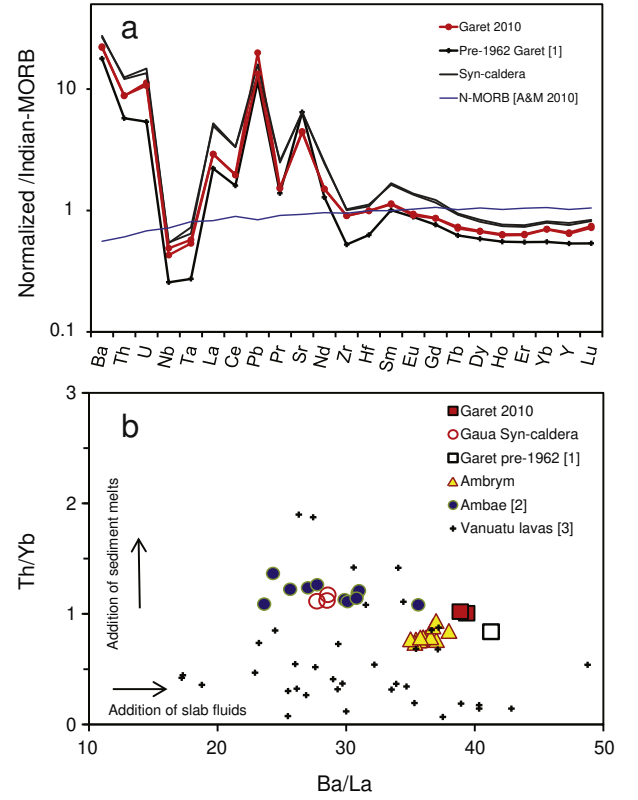 a
Garet 2010
Pre-1962 Garet [1]
Syn-caldera
N-MORB [A&M 2010]
Normalized /Indian-MORB
10
1
0.1
Ba Th U Nb Ta La Ce Pb Pr Sr Nd Zr Hf Sm Eu Gd Tb Dy Ho Er Yb Y Lu
b
Garet 2010
Gaua Syn-caldera
Garet pre-1962 [1]
Ambrym
Ambae [2]
Vanuatu lavas [3]
Th/Yb
3
2
1
0
Addition of sediment melts
Addition of slab fluids
10 20 30 40 50
Ba/La